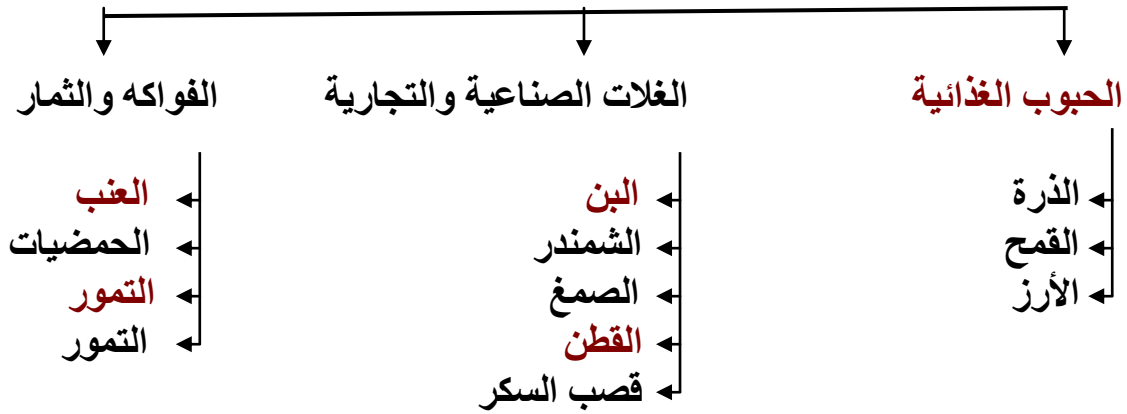 الحبوب الغذائية
الذرة
القمح
الأرز
الغلات الصناعية والتجارية
البن
الشمندر
الصمغ
القطن
قصب السكر
الفواكه والثمار
العنب
الحمضيات
التمور
التمور